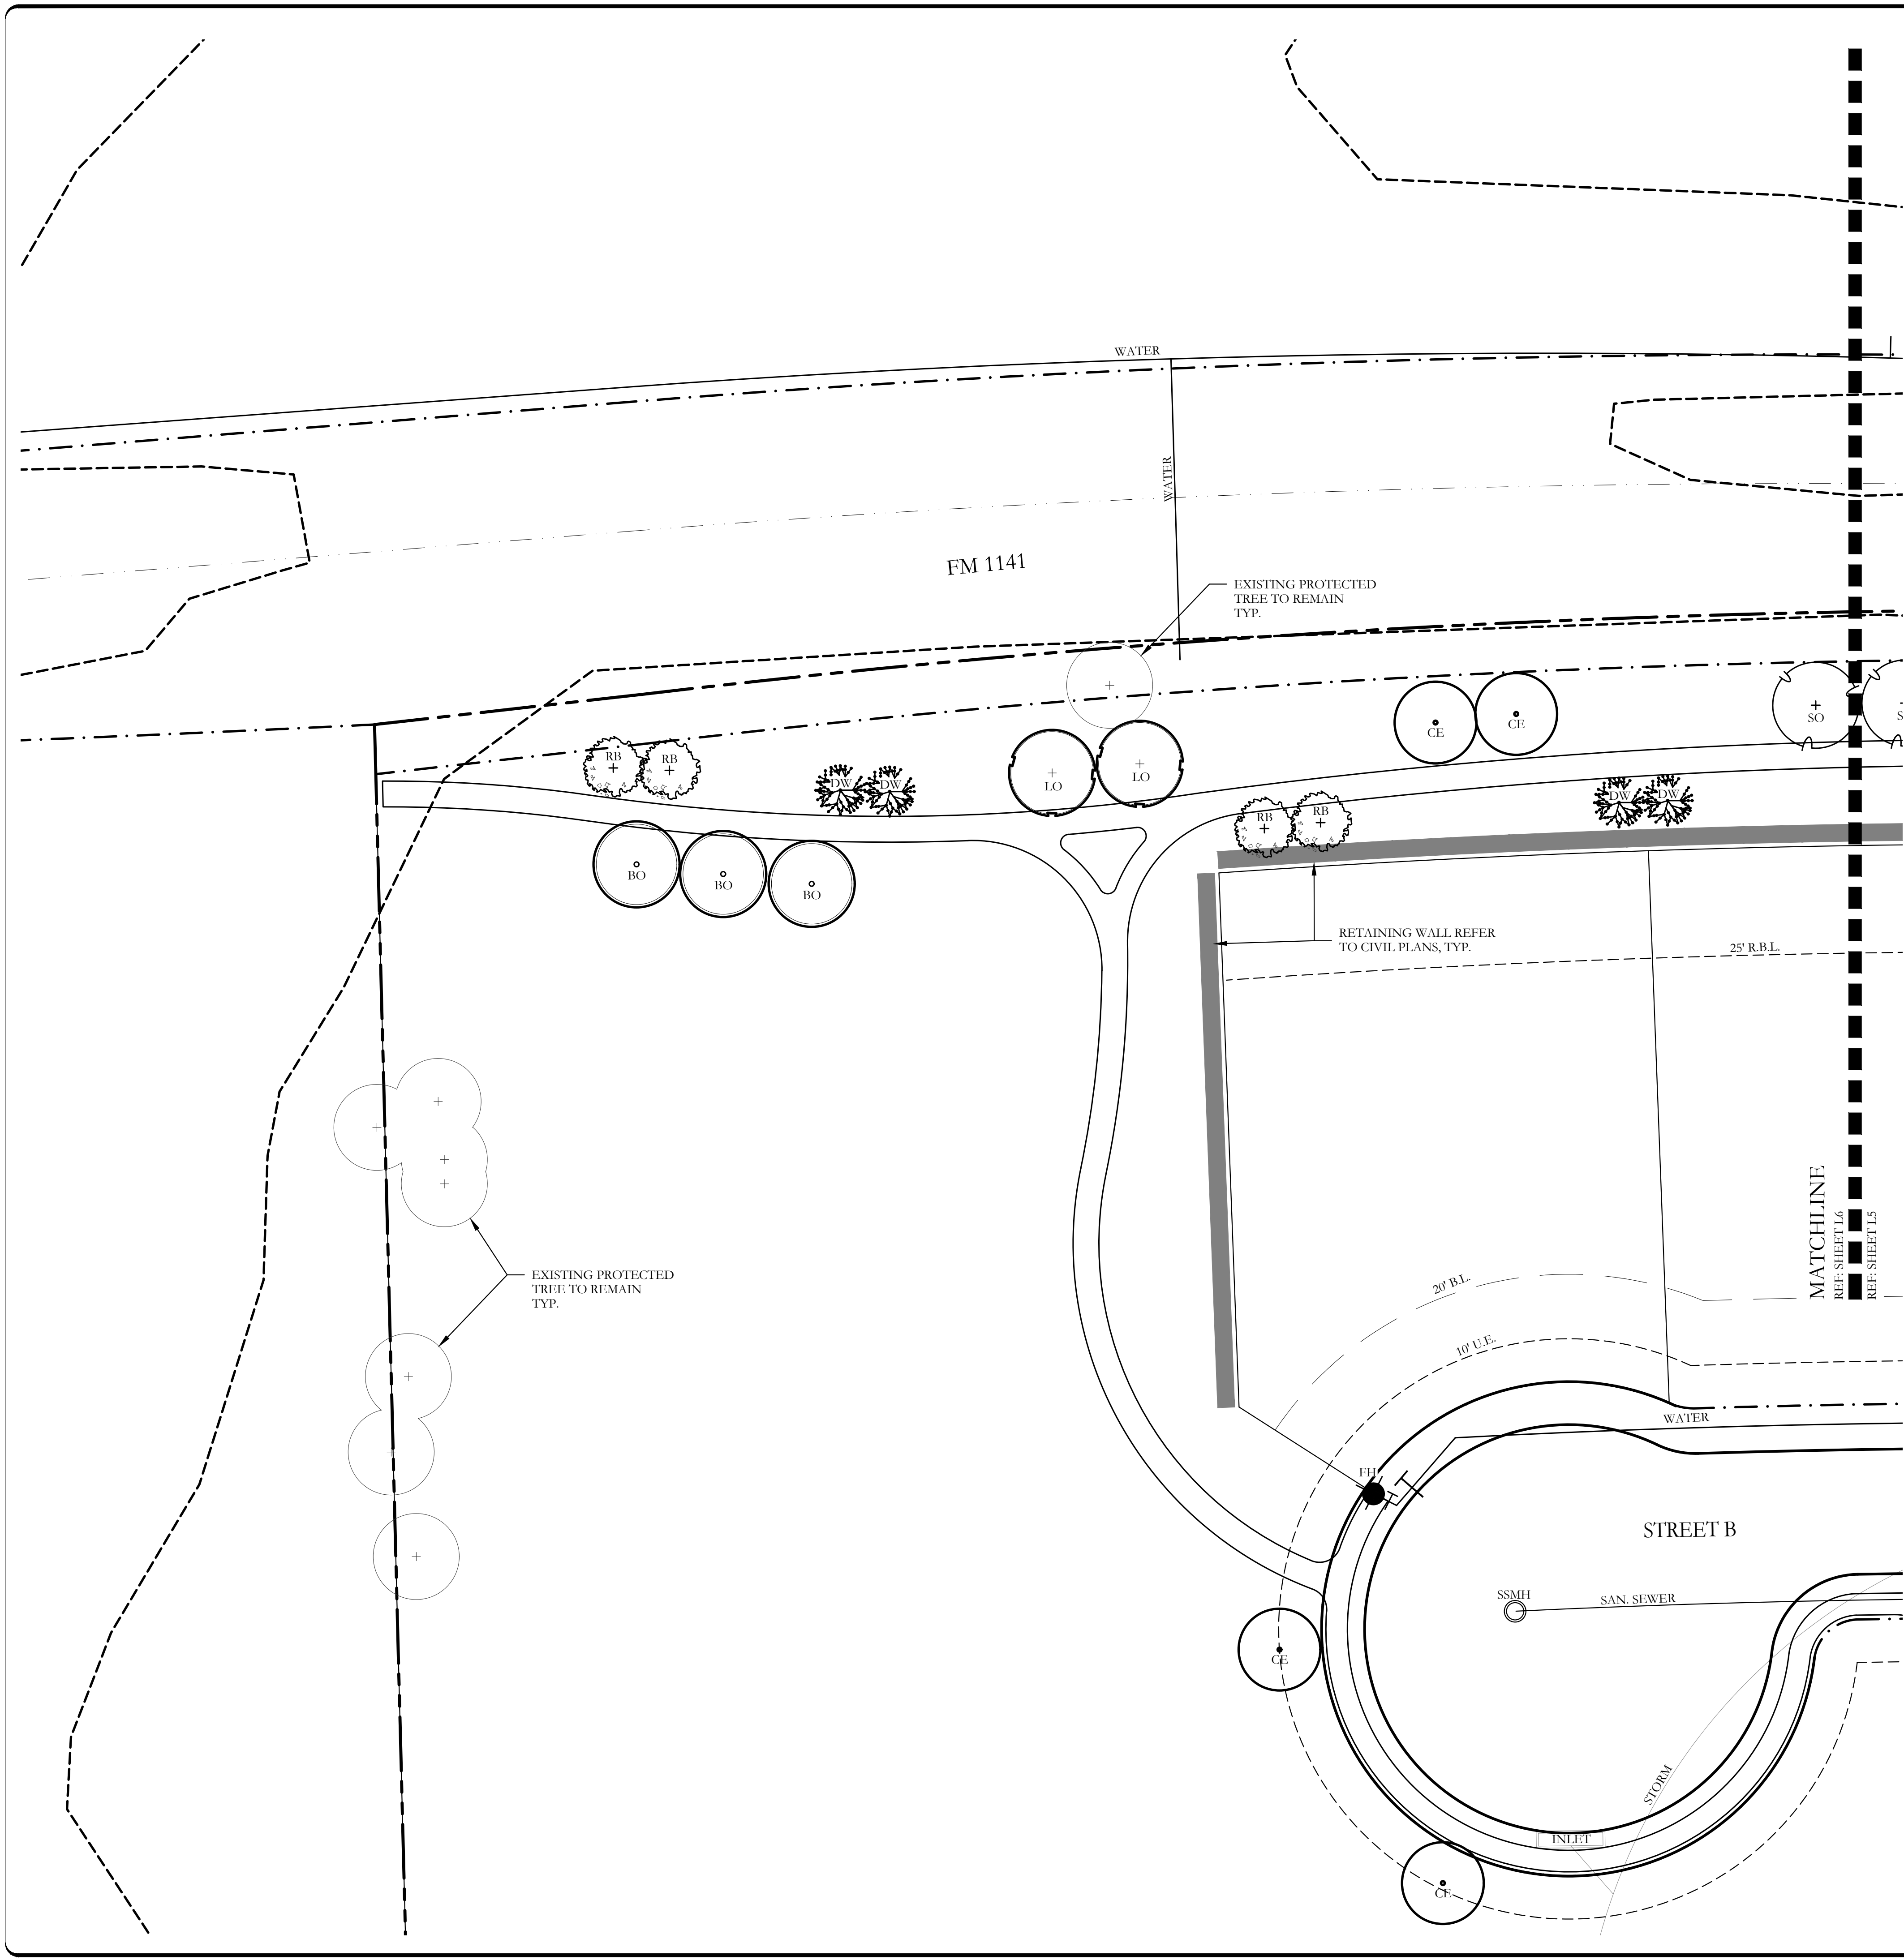 WATER
WATER
FM 1141
EXISTING PROTECTED
TREE TO REMAIN
TYP.
CE
CE
SO
S
RB
RB
DW
DW
LO
LO
RB
RB
DW
DW
BO
BO
BO
RETAINING WALL REFER
TO CIVIL PLANS, TYP.
25' R.B.L.
MATCHLINE
REF: SHEET L6
REF: SHEET L5
EXISTING PROTECTED
TREE TO REMAIN
TYP.
20' B.L.
10' U.E.
WATER
FH
STREET B
SSMH
SAN. SEWER
CE
STORM
INLET
CE